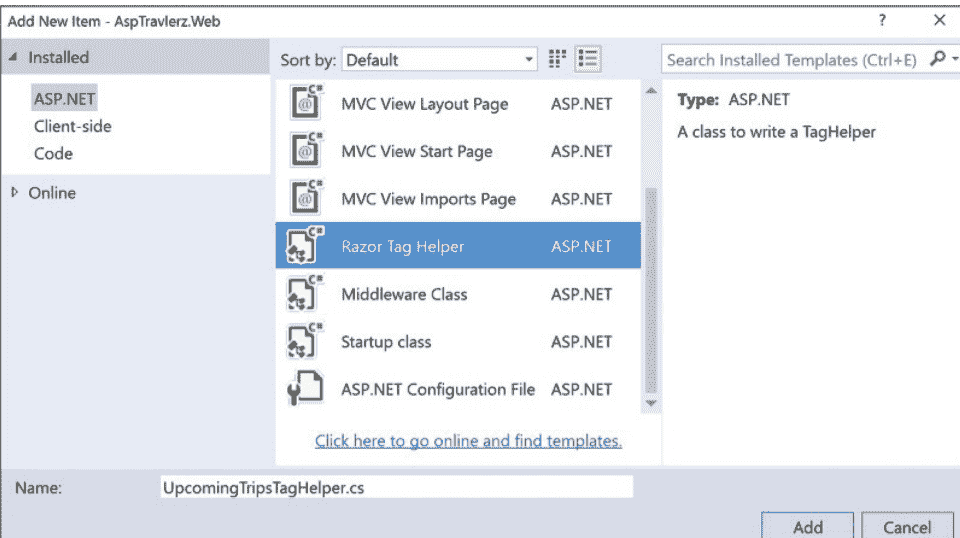 Add New Item - AspTravlerz.Web ? ×
Installed
ASP.NET
Client-side
Code
Online
Sort by: Default
Search Installed Templates (Ctrl+E)
C# MVC View Layout Page ASP.NET
C# MVC View Start Page ASP.NET
C# MVC View Imports Page ASP.NET
C# Razor Tag Helper ASP.NET
C# Middleware Class ASP.NET
C# Startup class ASP.NET
ASP.NET Configuration File ASP.NET
Click here to go online and find templates.
Type: ASP.NET
A class to write a TagHelper
Name: UpcomingTripsTagHelper.cs
Add Cancel